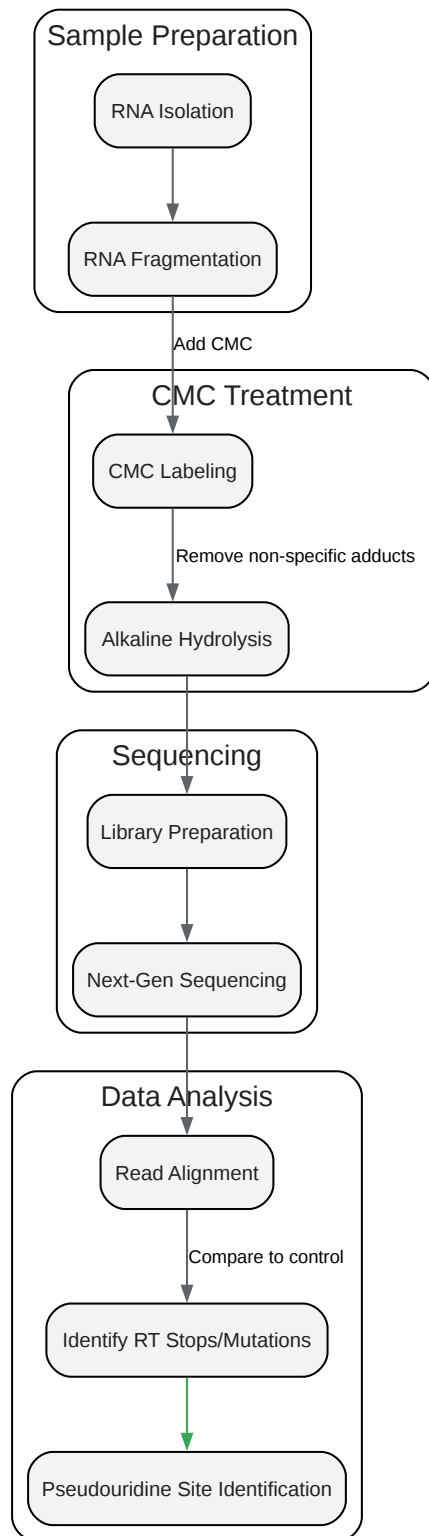 Sample Preparation
RNA Isolation
RNA Fragmentation
Add CMC
CMC Treatment
CMC Labeling
Remove non-specific adducts
Alkaline Hydrolysis
Sequencing
Library Preparation
Next-Gen Sequencing
Data Analysis
Read Alignment
Compare to control
Identify RT Stops/Mutations
Pseudouridine Site Identification